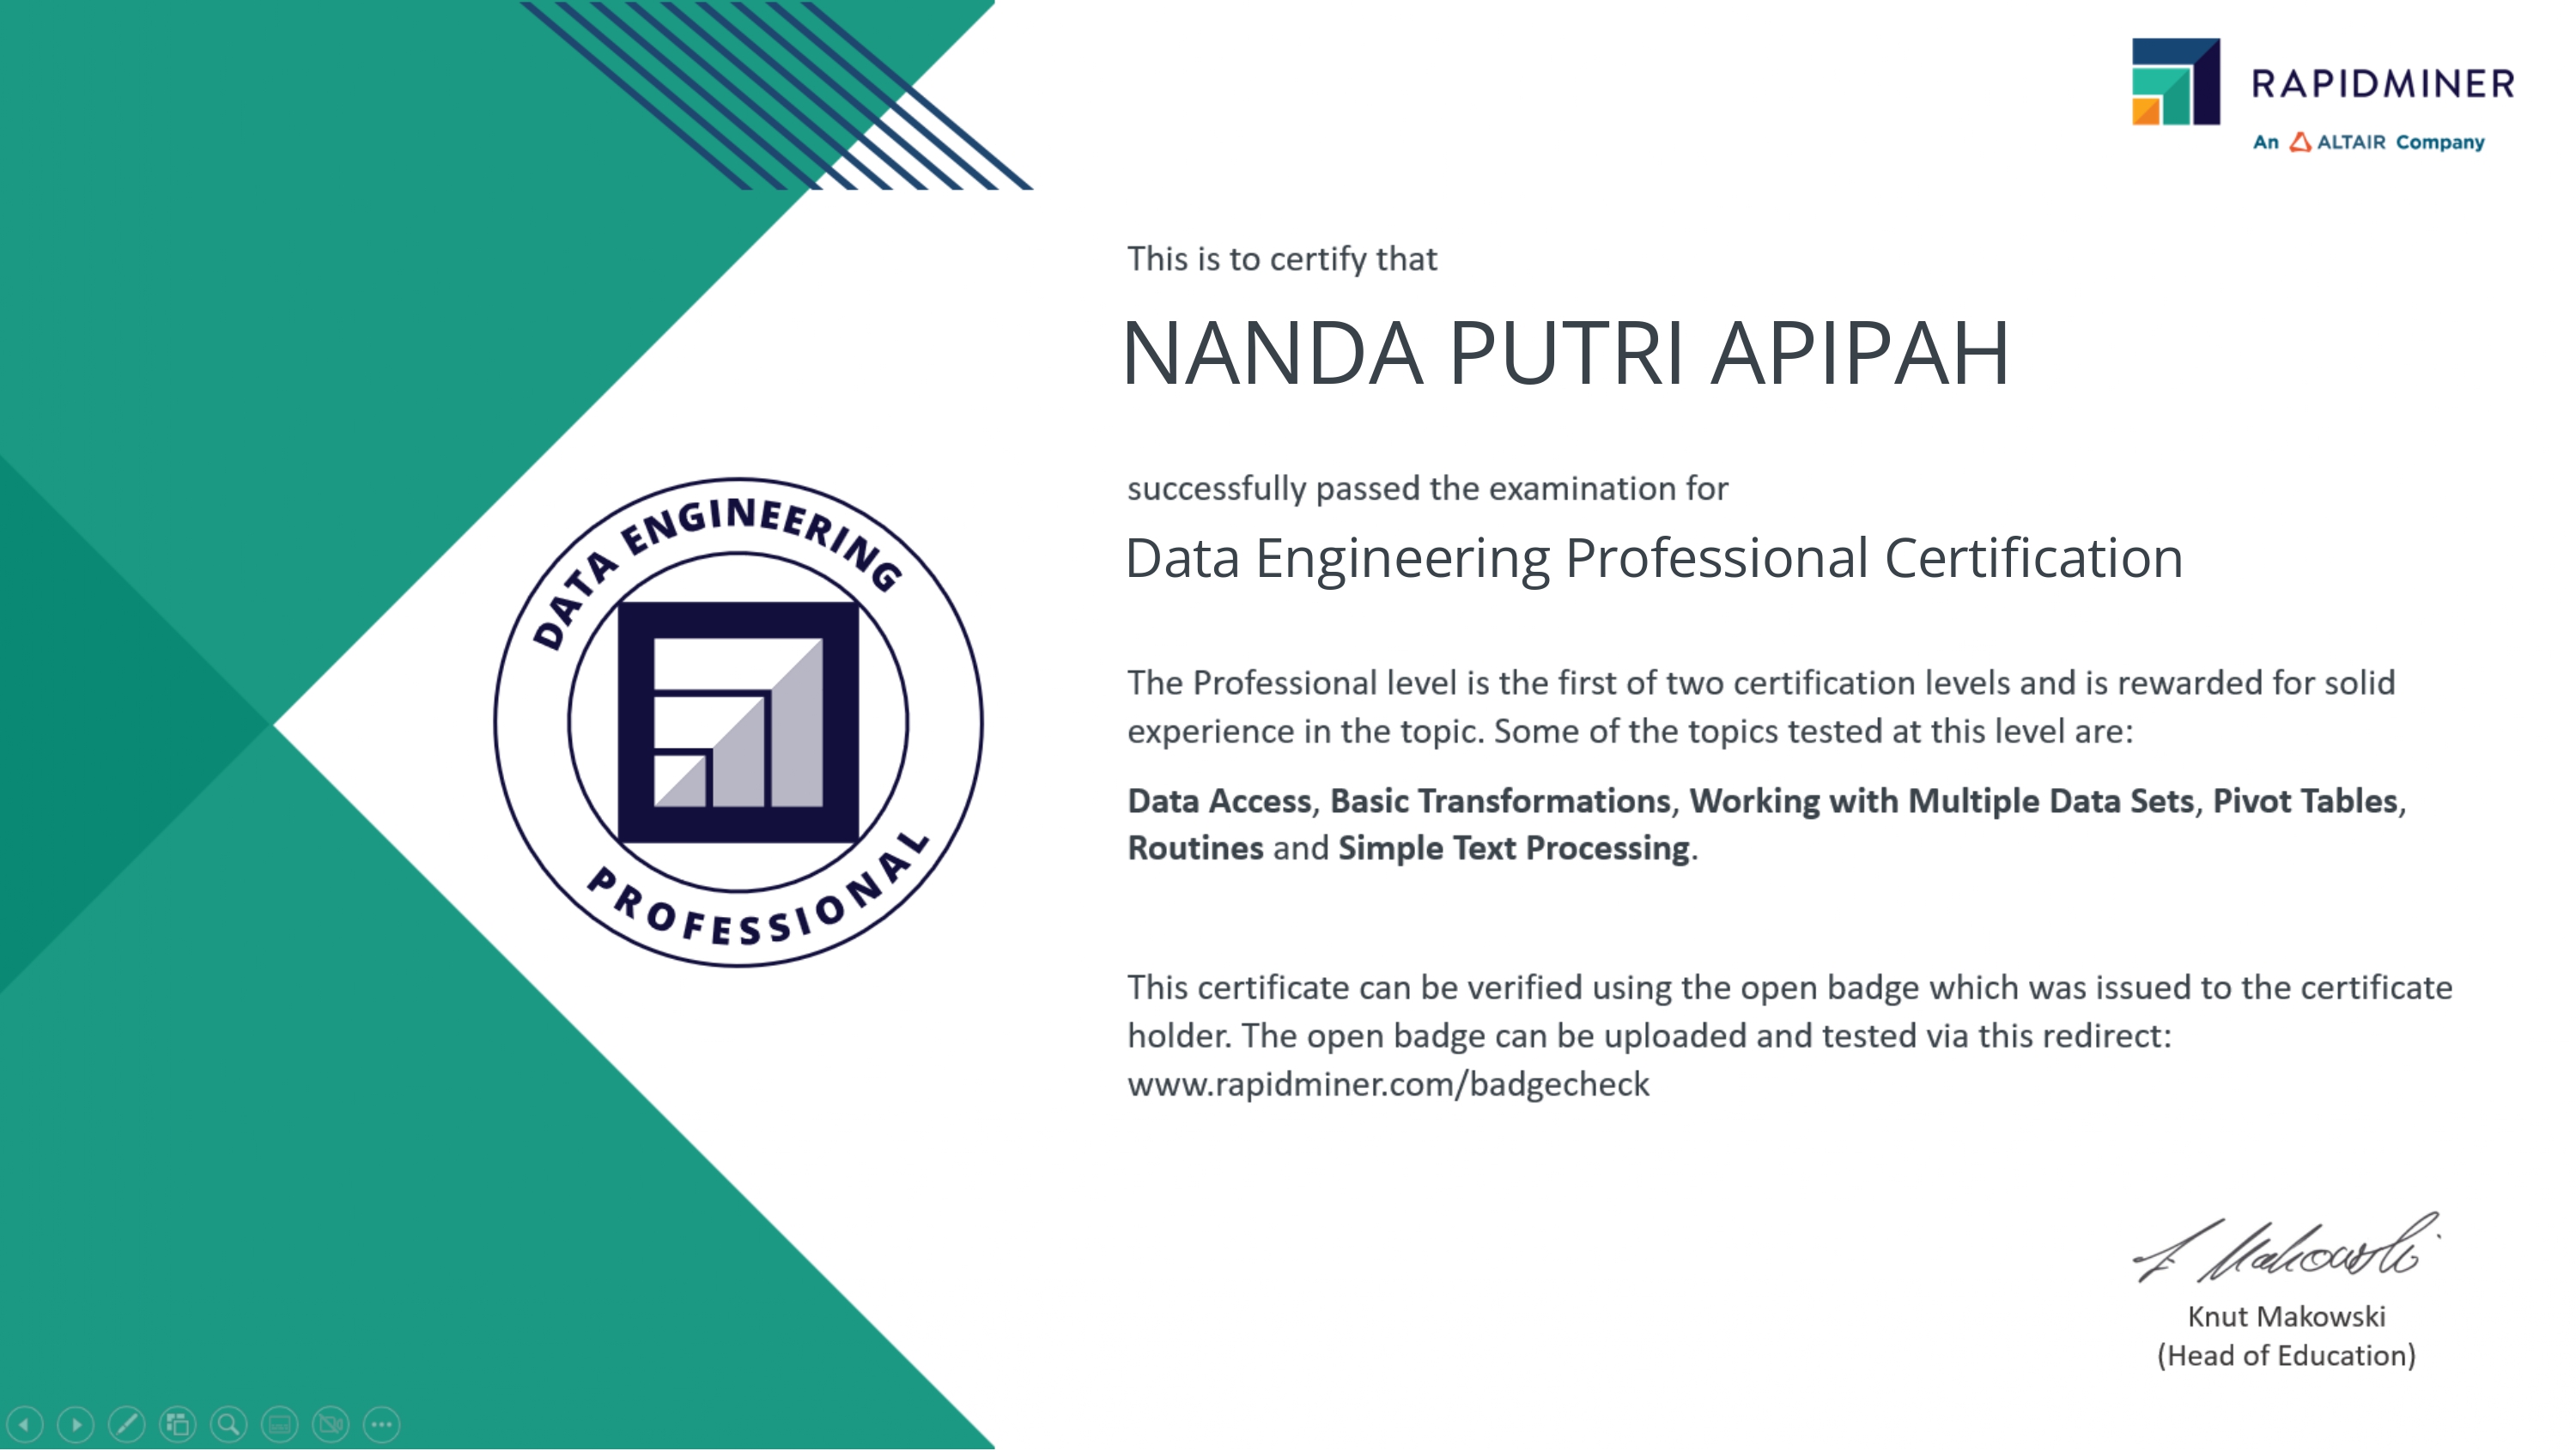 RAPIDMINER
An ALTAIR Company
This is to certify that
NANDA PUTRI APIPAH
successfully passed the examination for
Data Engineering Professional Certification
DATA ENGINEERING
PROFESSIONAL
The Professional level is the first of two certification levels and is rewarded for solid
experience in the topic. Some of the topics tested at this level are:
Data Access, Basic Transformations, Working with Multiple Data Sets, Pivot Tables,
Routines and Simple Text Processing.
This certificate can be verified using the open badge which was issued to the certificate
holder. The open badge can be uploaded and tested via this redirect:
www.rapidminer.com/badgecheck
Knut Makowski
(Head of Education)